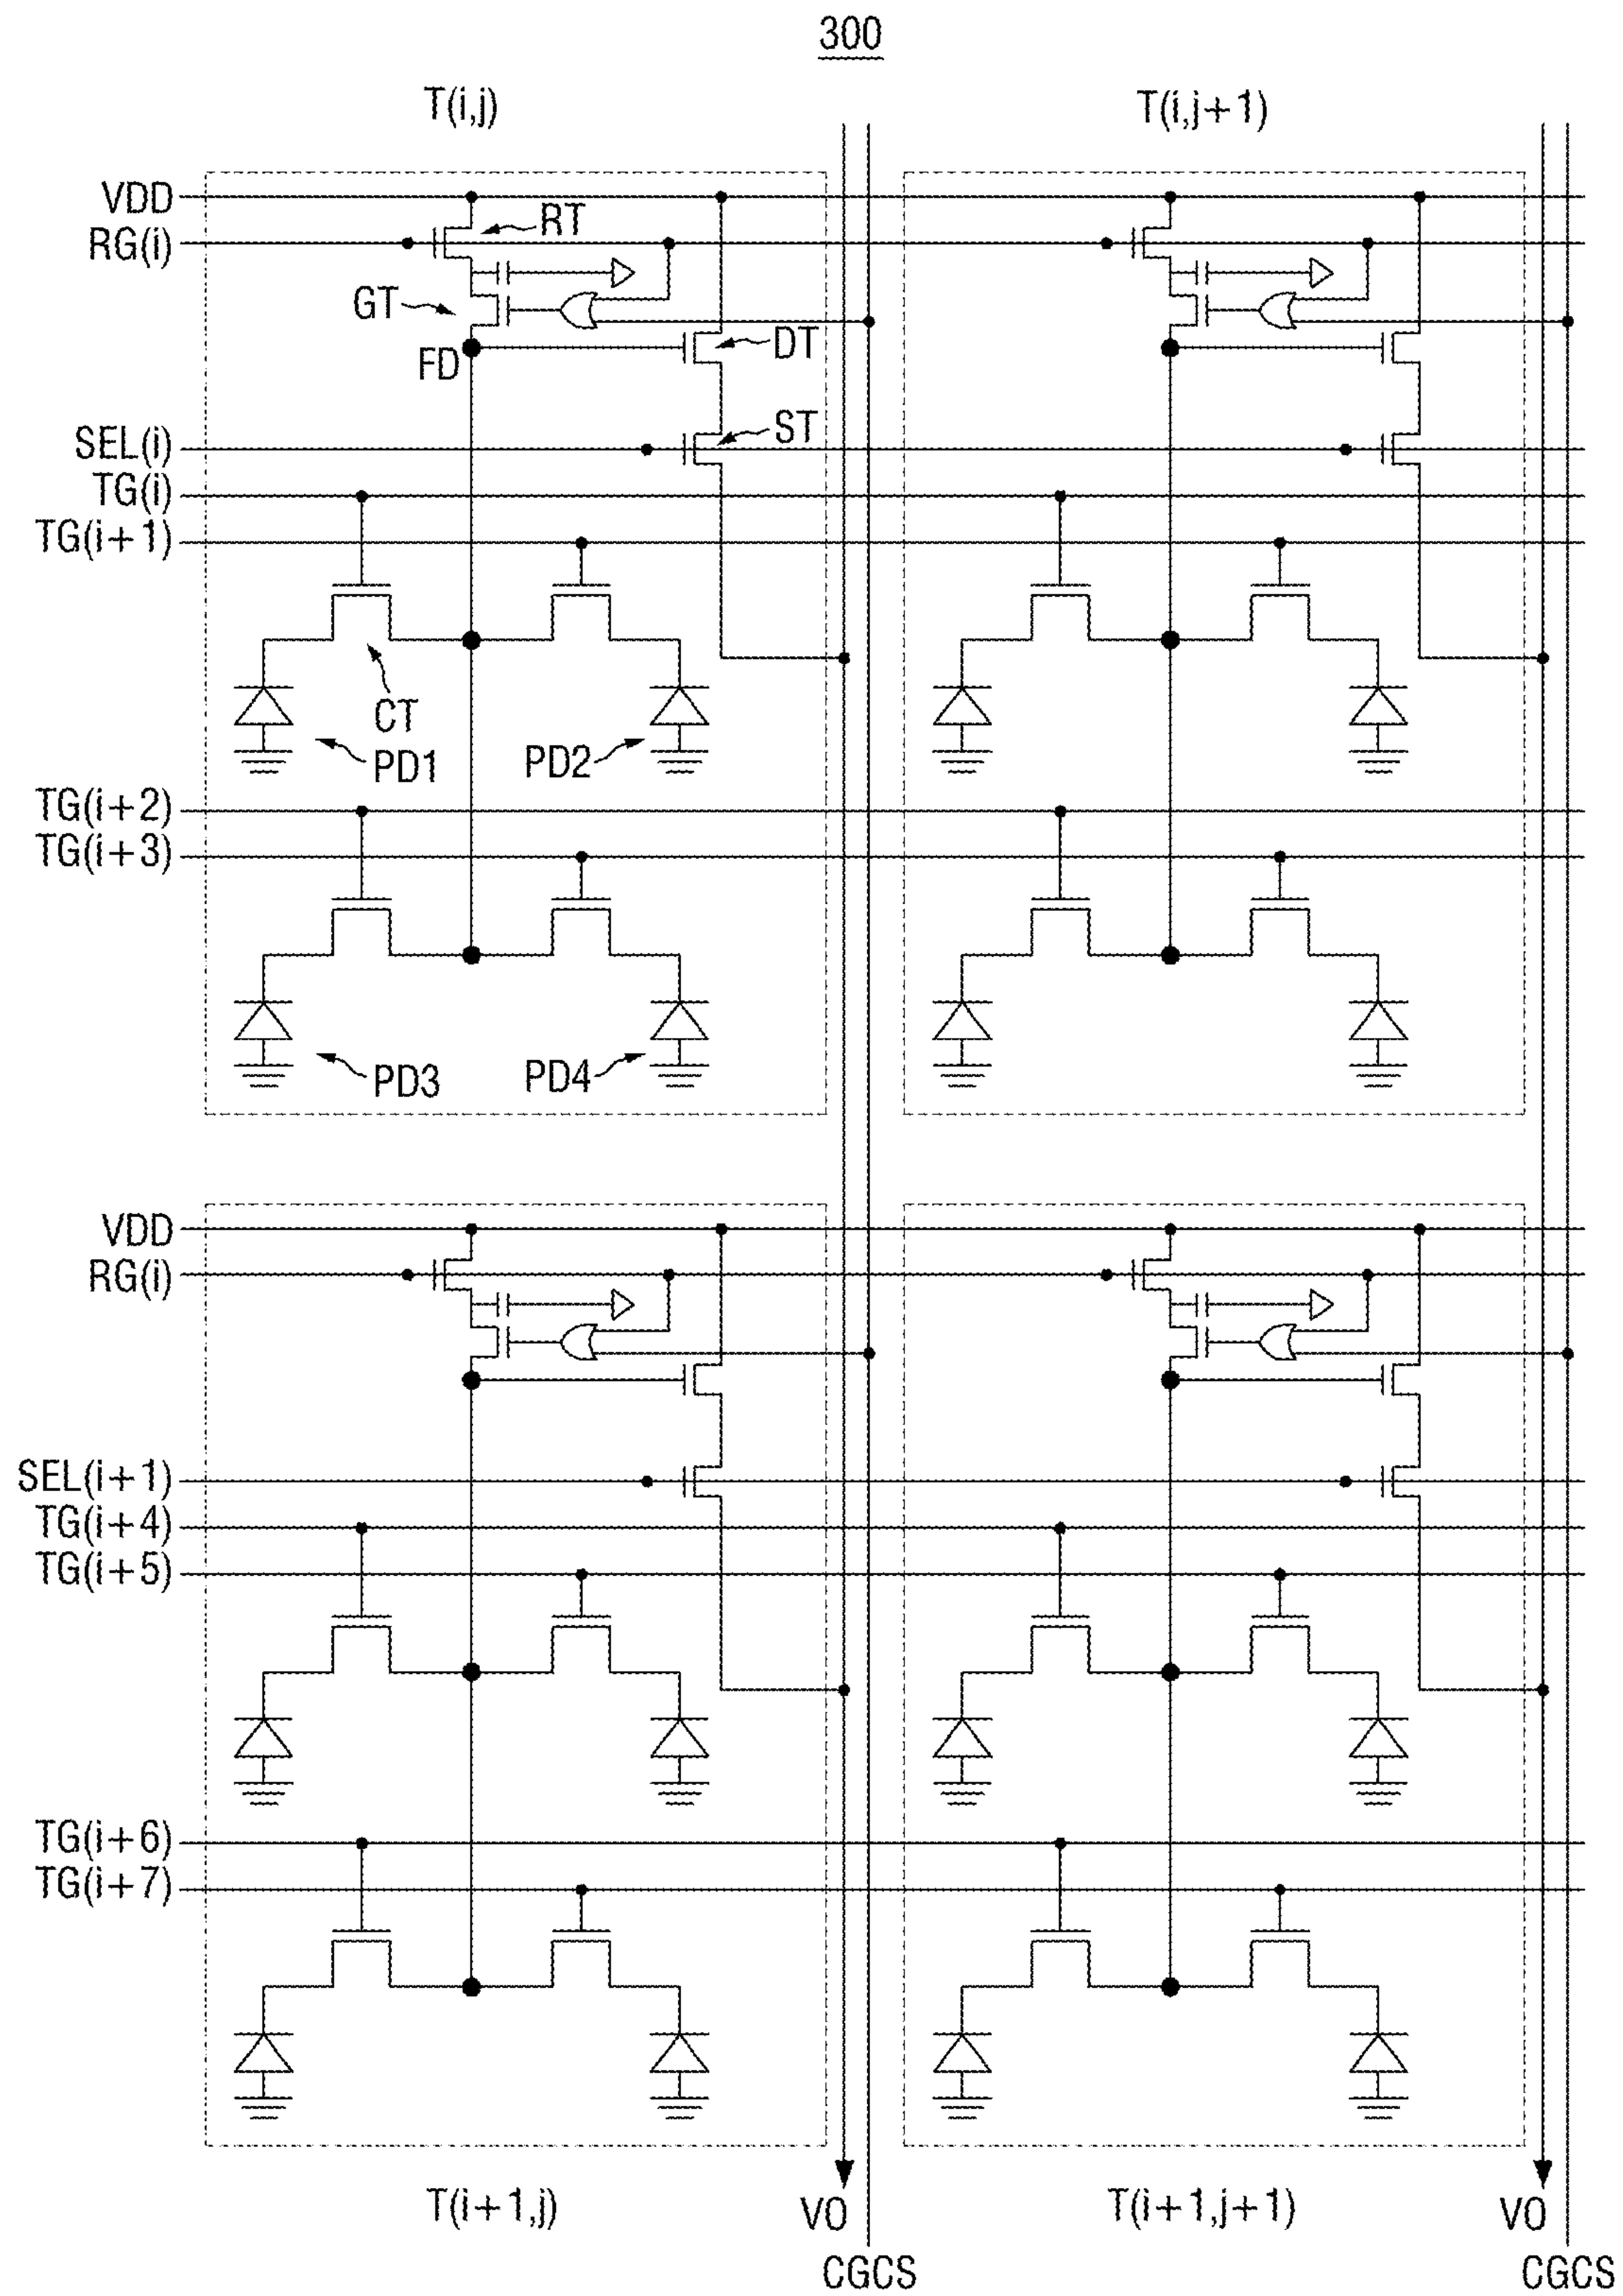 300
T(i,j) T(i,j+1)
VDD
RG(i)
RT
GT
FD
DT
SEL(i)
ST
TG(i)
TG(i+1)
CT
PD1 PD2
TG(i+2)
TG(i+3)
PD3 PD4
VDD
RG(i)
SEL(i+1)
TG(i+4)
TG(i+5)
TG(i+6)
TG(i+7)
T(i+1,j) VO T(i+1,j+1) VO
CGCS CGCS